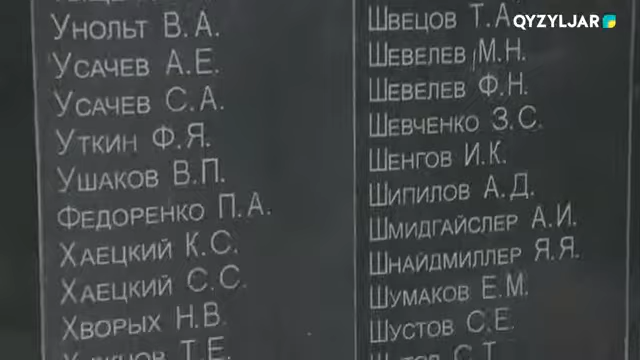 QYZYLJAR
Унольт В.А.
Усачев А.Е.
Усачев С.А.
Уткин Ф.Я.
Ушаков В.П.
Федоренко П.А.
Хаецкий К.С.
Хаецкий С.С.
Хворых Н.В.
Т.Е.
Швецов Т.А.
Шевелев М.Н.
Шевелев Ф.Н.
Шевченко З.С.
Шенгов И.К.
Шипилов А.Д.
Шмидгайслер А.И.
Шнайдмиллер Я.Я.
Шумаков Е.М.
Шустов С.Е.